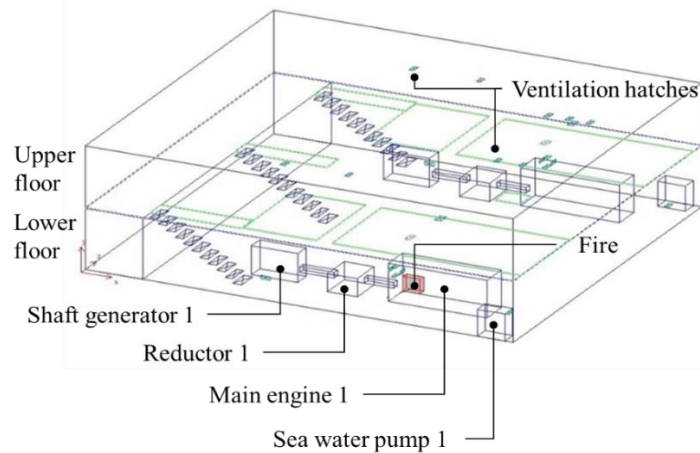 Ventilation hatches
Upper
floor
Lower
floor
Fire
Shaft generator 1
Reductor 1
Main engine 1
Sea water pump 1